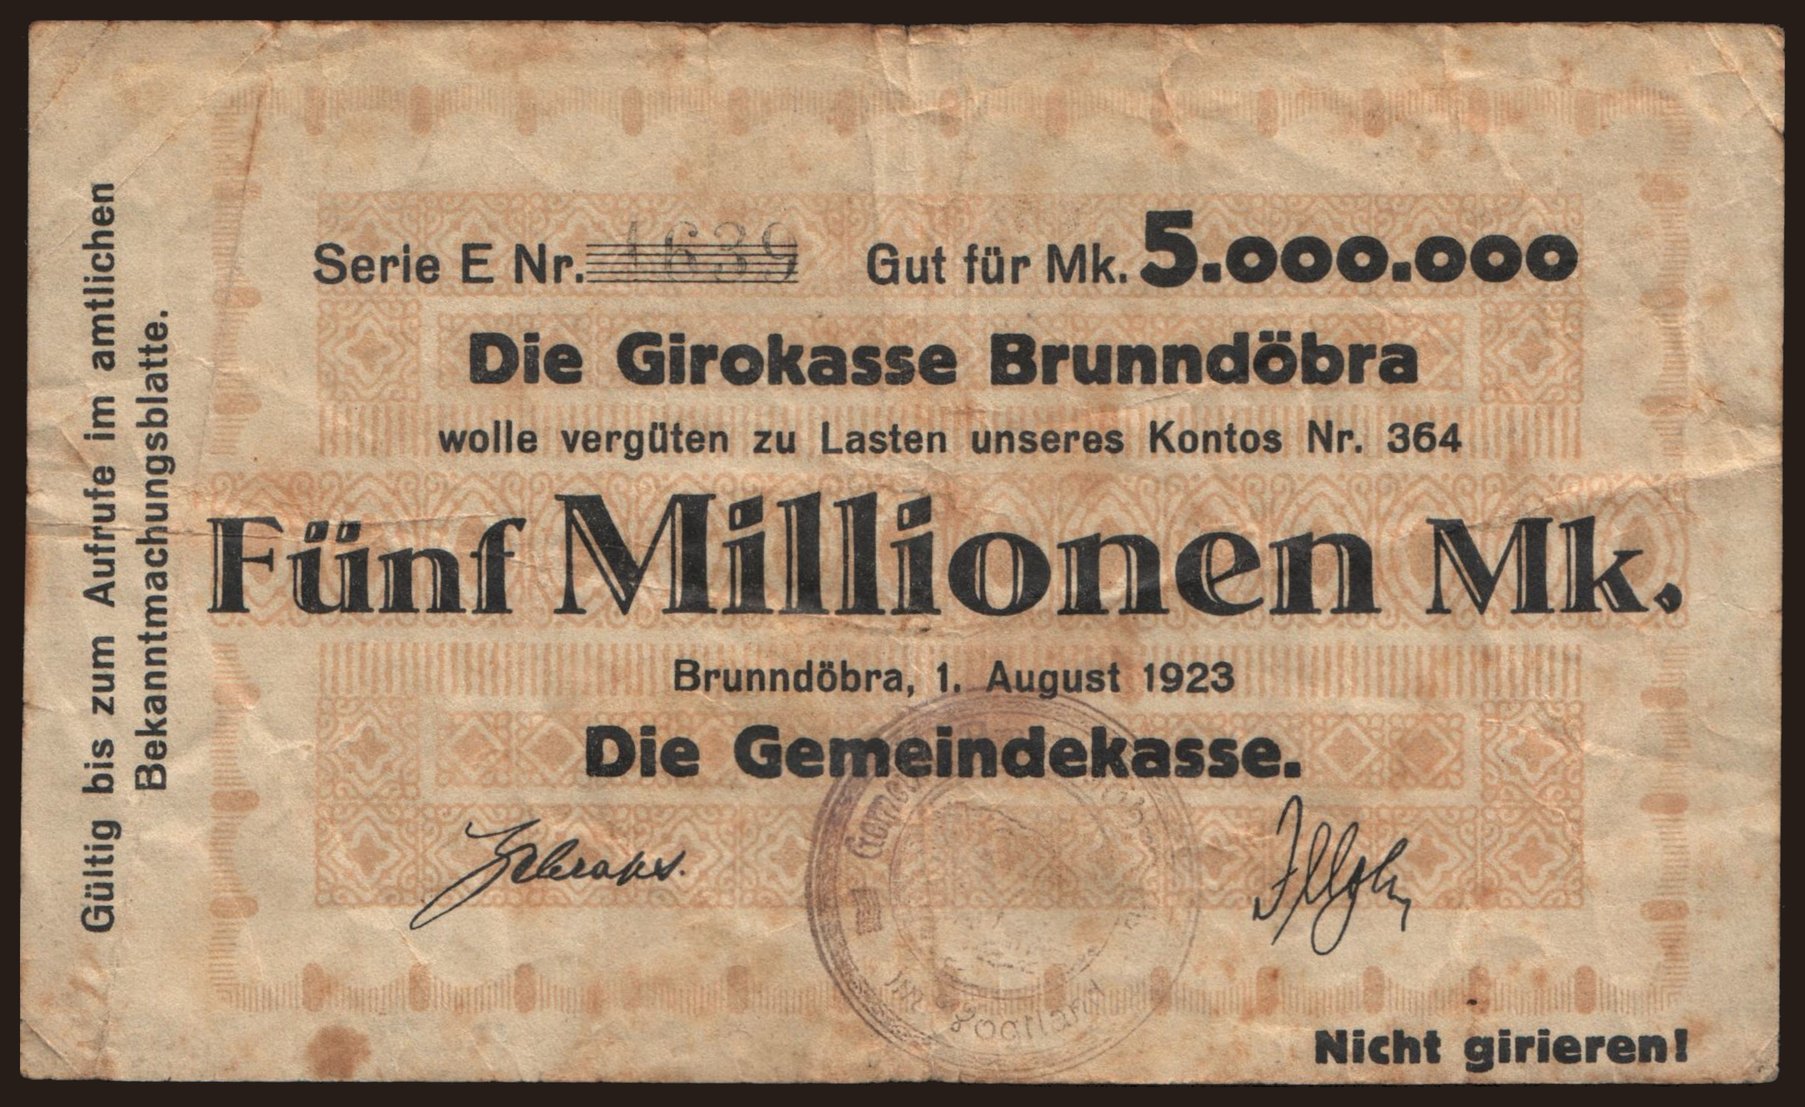 Serie E Nr. 1639 Gut für Mk. 5.000.000
Die Girokasse Brunndöbra
wolle vergüten zu Lasten unseres Kontos Nr. 364
Fünf Millionen Mk.
Brunndöbra, 1. August 1923
Die Gemeindekasse.
Nicht girieren!
Gültig bis zum Aufrufe im amtlichen
Bekanntmachungsblatte.